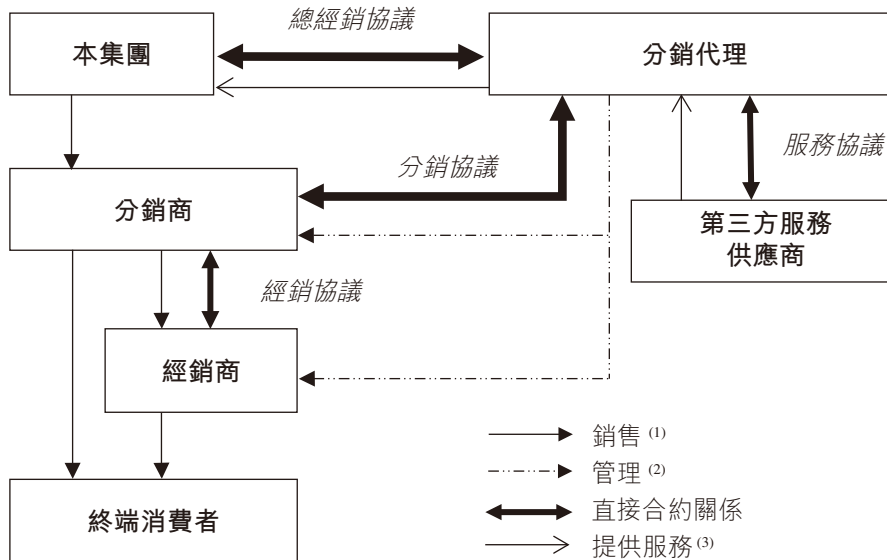 總經銷協議
本集團
分銷代理
分銷協議
服務協議
分銷商
第三方服務
供應商
經銷協議
經銷商
銷售 (1)
管理 (2)
終端消費者
直接合約關係
提供服務 (3)